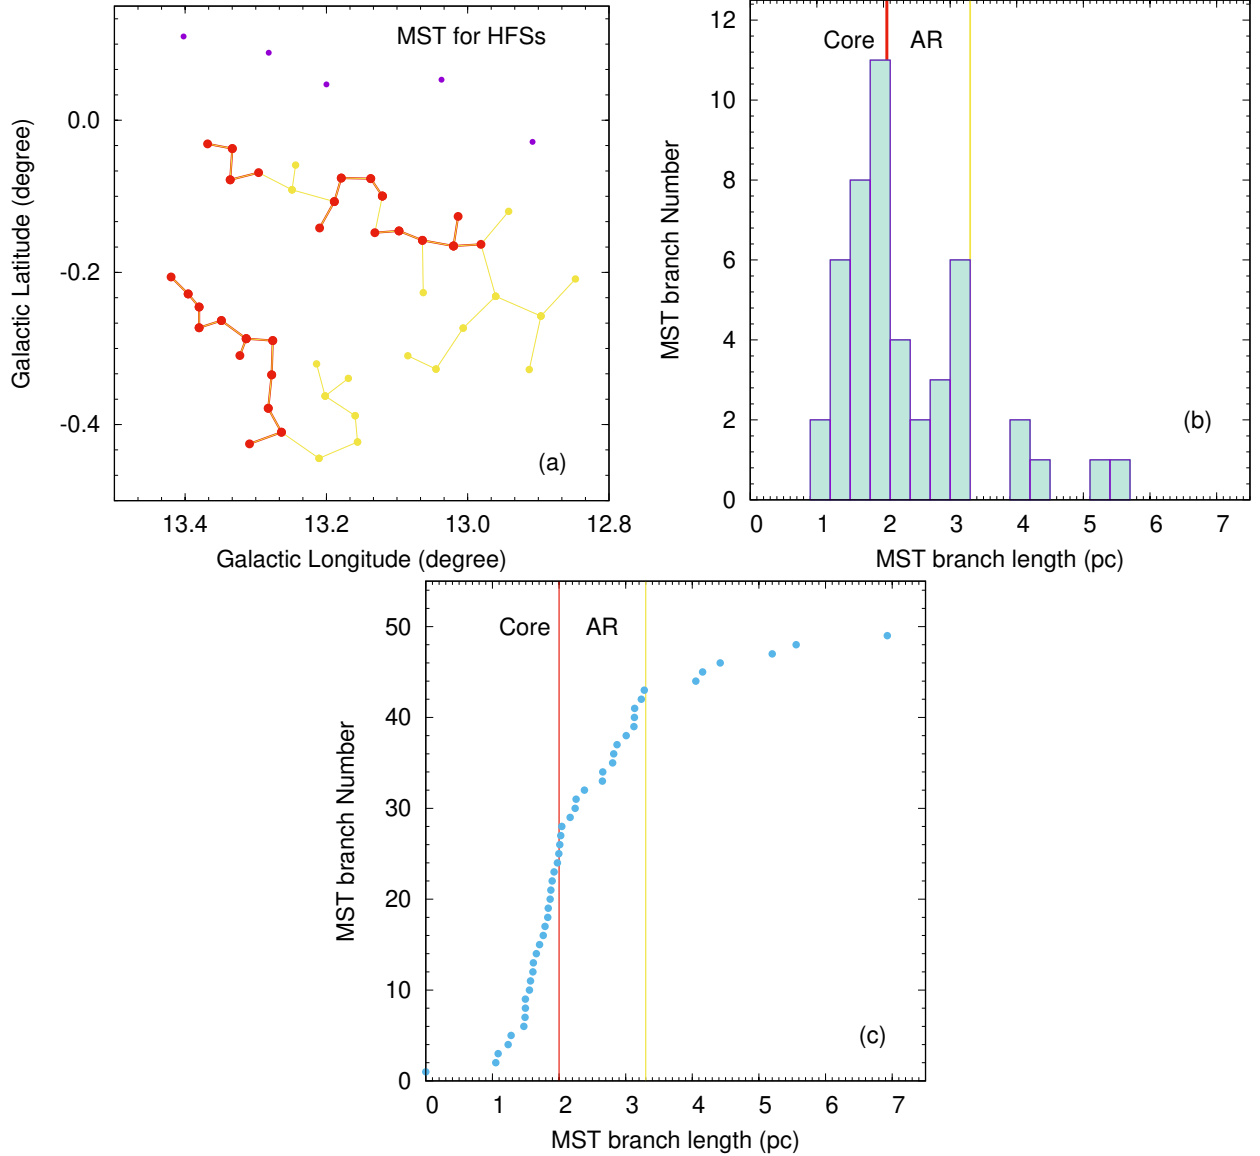 MST for HFSs
0.0
-0.2
-0.4
Galactic Latitude (degree)
(a)
13.4 13.2 13.0 12.8
Galactic Longitude (degree)
Core AR
12
10
8
6
4
2
0
MST branch Number
(b)
0 1 2 3 4 5 6 7
MST branch length (pc)
Core AR
50
40
30
20
10
0
MST branch Number
(c)
0 1 2 3 4 5 6 7
MST branch length (pc)